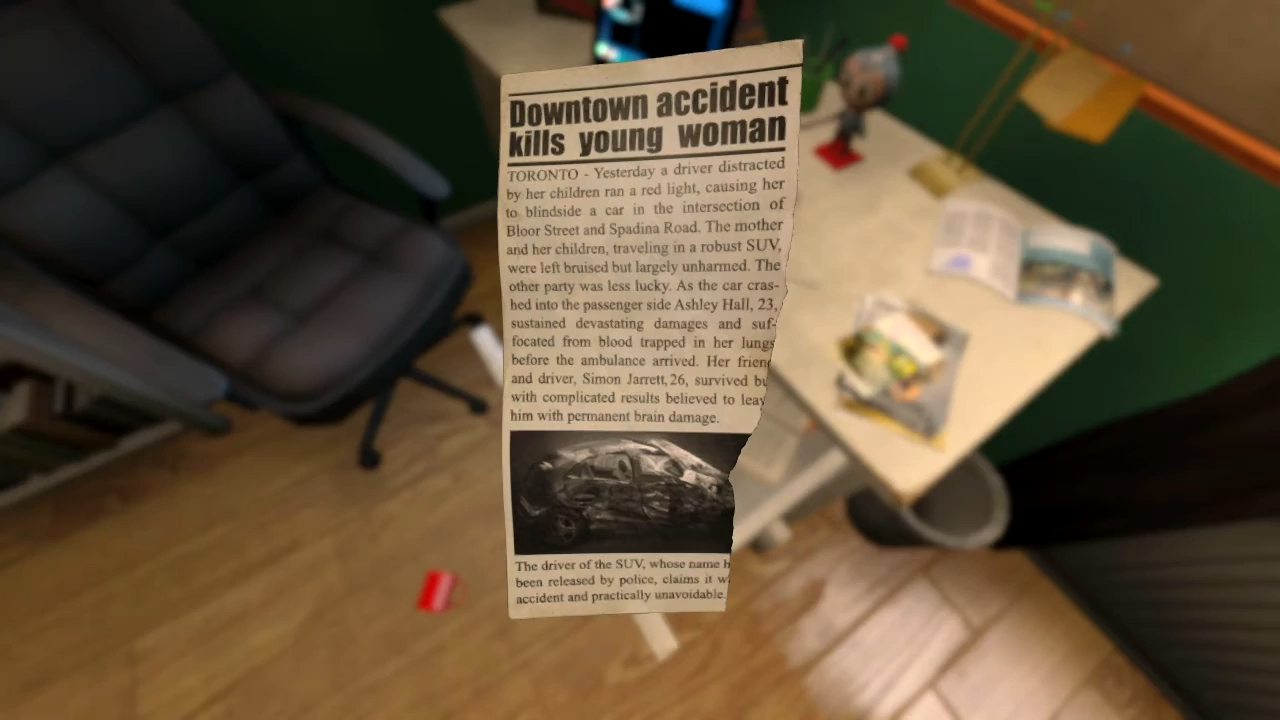 Downtown accident
kills young woman
TORONTO - Yesterday a driver distracted
by her children ran a red light, causing her
to blindside a car in the intersection of
Bloor Street and Spadina Road. The mother
and her children, traveling in a robust SUV,
were left bruised but largely unharmed. The
other party was less lucky. As the car cras-
hed into the passenger side Ashley Hall, 23,
sustained devastating damages and suf-
focated from blood trapped in her lungs
before the ambulance arrived. Her frien
and driver, Simon Jarrett, 26, survived bu
with complicated results believed to leav
him with permanent brain damage.
The driver of the SUV, whose name h
been released by police, claims it w
accident and practically unavoidable.